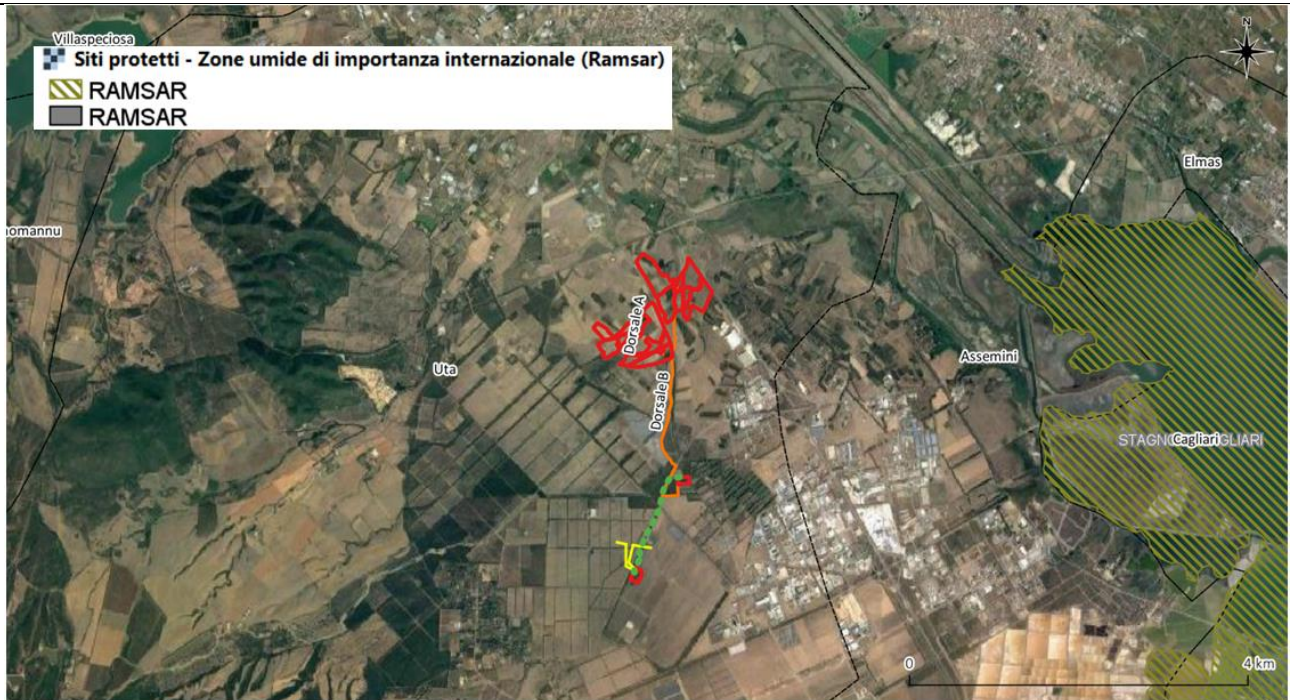 Villaspeciosa
Siti protetti - Zone umide di importanza internazionale (Ramsar)
RAMSAR
RAMSAR
N
Elmas
omannu
Dorsale A
Assemini
Uta
Dorsale B
Cagliari
0
4 km